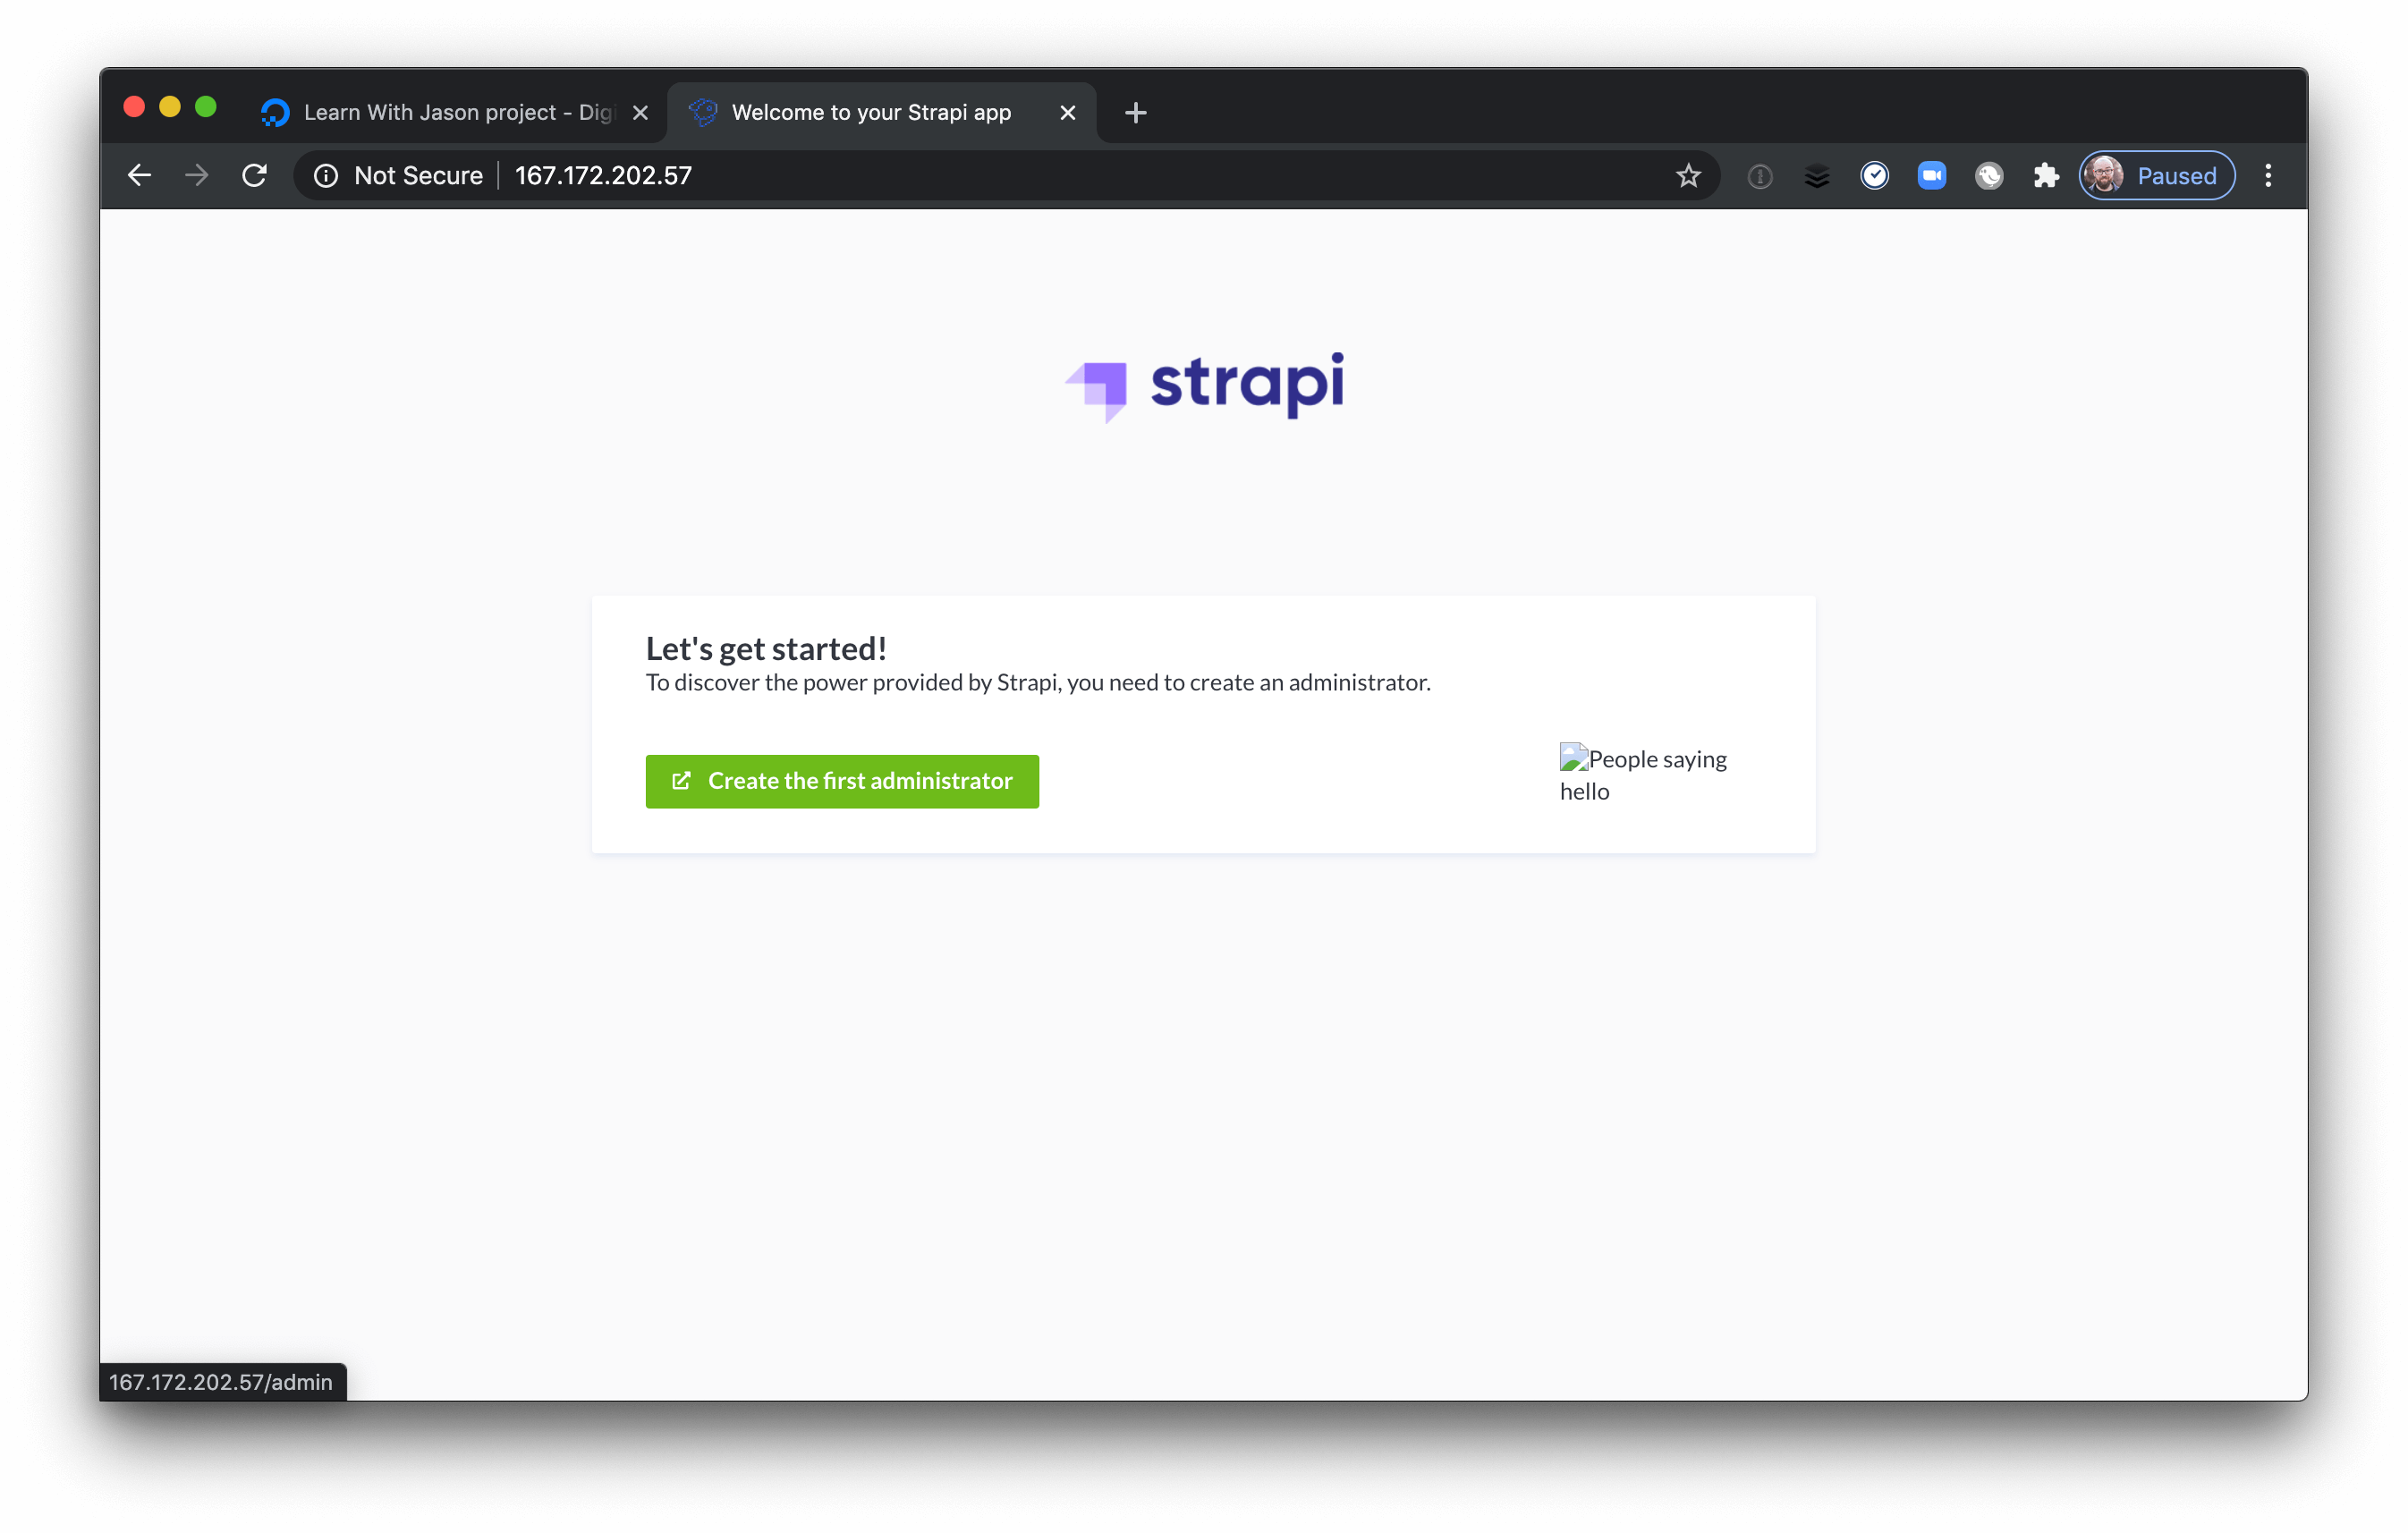 Learn With Jason project - Digi
Welcome to your Strapi app
Not Secure
167.172.202.57
Paused
strapi
Let's get started!
To discover the power provided by Strapi, you need to create an administrator.
Create the first administrator
People saying
hello
167.172.202.57/admin